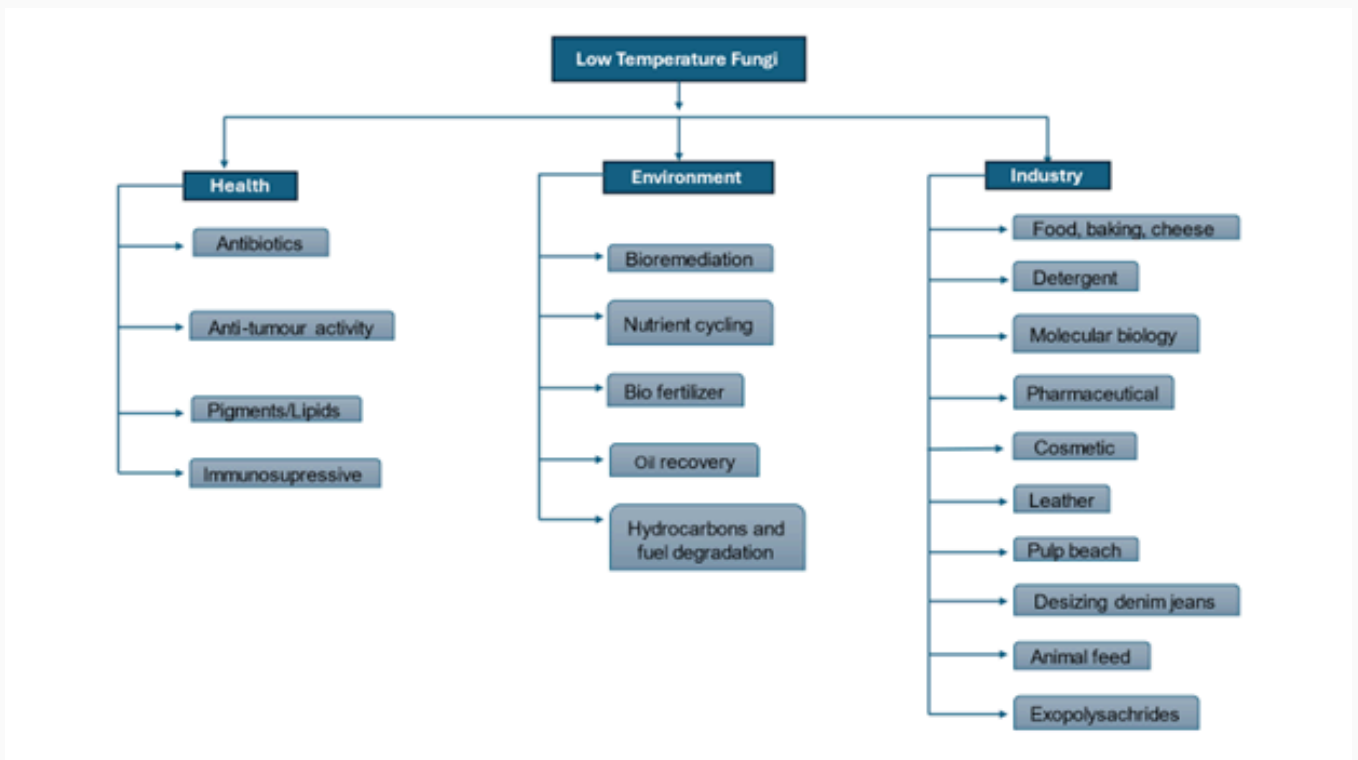 Low Temperature Fungi
Health
Antibiotics
Anti-tumour activity
Pigments/Lipids
Immunosupressive
Environment
Bioremediation
Nutrient cycling
Bio fertilizer
Oil recovery
Hydrocarbons and
fuel degradation
Industry
Food, baking, cheese
Detergent
Molecular biology
Pharmaceutical
Cosmetic
Leather
Pulp beach
Desizing denim jeans
Animal feed
Exopolysachrides